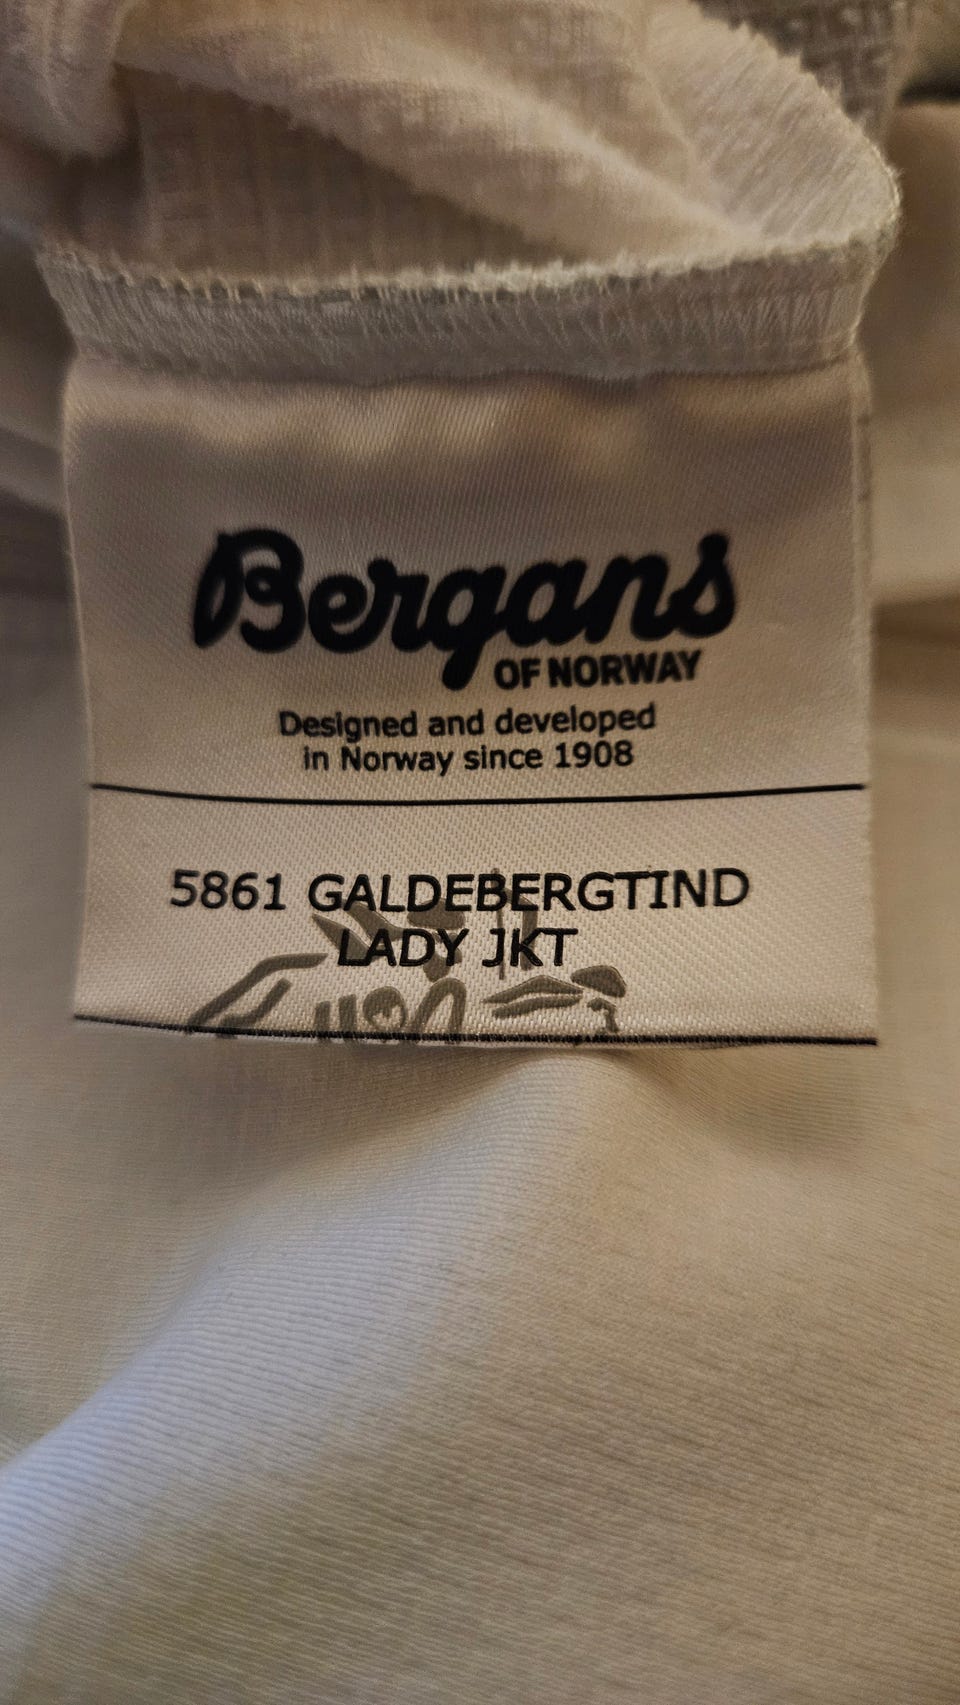 Bergans
OF NORWAY
Designed and developed
in Norway since 1908
5861 GALDEBERGTIND
LADY JKT